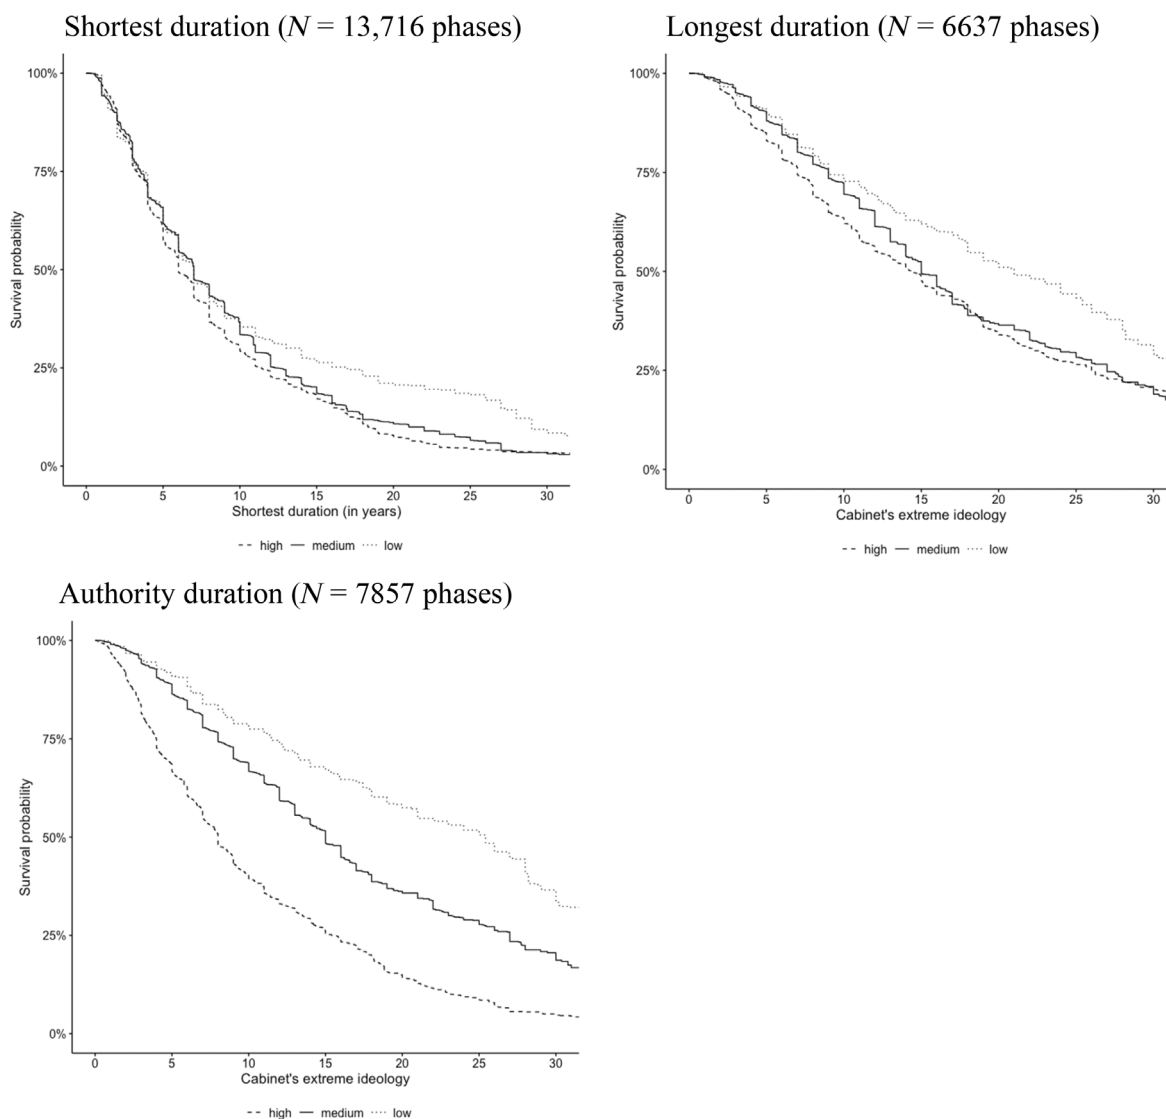 Shortest duration (N = 13,716 phases)
100%
75%
50%
25%
0%
Survival probability
0 5 10 15 20 25 30
Shortest duration (in years)
high medium low
Longest duration (N = 6637 phases)
100%
75%
50%
25%
0%
Survival probability
0 5 10 15 20 25 30
Cabinet's extreme ideology
high medium low
Authority duration (N = 7857 phases)
100%
75%
50%
25%
0%
Survival probability
0 5 10 15 20 25 30
Cabinet's extreme ideology
high medium low